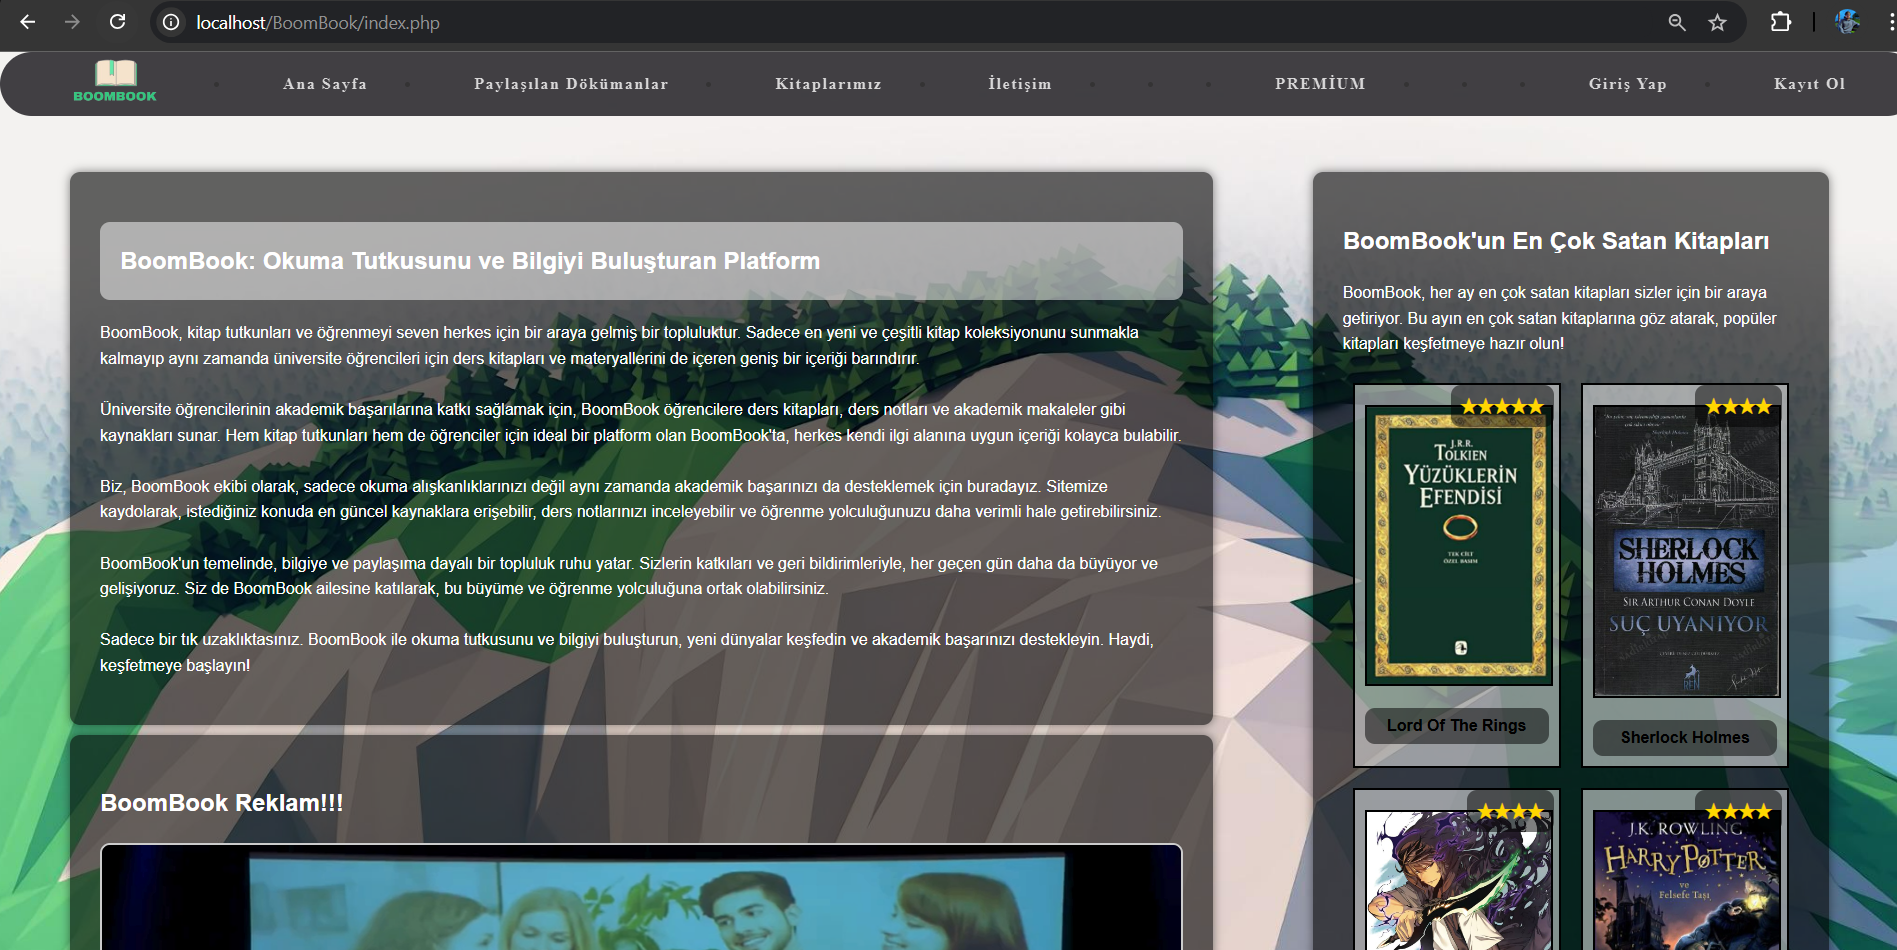 localhost/BoomBook/index.php
BOOMBOOK
Ana Sayfa
Paylaşılan Dökümanlar
Kitaplarımız
İletişim
PREMİUM
Giriş Yap
Kayıt Ol
BoomBook: Okuma Tutkusunu ve Bilgiyi Buluşturan Platform
BoomBook, kitap tutkunları ve öğrenmeyi seven herkes için bir araya gelmiş bir topluluktur. Sadece en yeni ve çeşitli kitap koleksiyonunu sunmakla
kalmayıp aynı zamanda üniversite öğrencileri için ders kitapları ve materyallerini de içeren geniş bir içeriği barındırır.
Üniversite öğrencilerinin akademik başarılarına katkı sağlamak için, BoomBook öğrencilere ders kitapları, ders notları ve akademik makaleler gibi
kaynakları sunar. Hem kitap tutkunları hem de öğrenciler için ideal bir platform olan BoomBook'ta, herkes kendi ilgi alanına uygun içeriği kolayca bulabilir.
Biz, BoomBook ekibi olarak, sadece okuma alışkanlıklarınızı değil aynı zamanda akademik başarınızı da desteklemek için buradayız. Sitemize
kaydolarak, istediğiniz konuda en güncel kaynaklara erişebilir, ders notlarınızı inceleyebilir ve öğrenme yolculuğunuzu daha verimli hale getirebilirsiniz.
BoomBook'un temelinde, bilgiye ve paylaşıma dayalı bir topluluk ruhu yatar. Sizlerin katkıları ve geri bildirimleriyle, her geçen gün daha da büyüyor ve
gelişiyoruz. Siz de BoomBook ailesine katılarak, bu büyüme ve öğrenme yolculuğuna ortak olabilirsiniz.
Sadece bir tık uzaklıktasınız. BoomBook ile okuma tutkusunu ve bilgiyi buluşturun, yeni dünyalar keşfedin ve akademik başarınızı destekleyin. Haydi,
keşfetmeye başlayın!
BoomBook Reklam!!!
BoomBook'un En Çok Satan Kitapları
BoomBook, her ay en çok satan kitapları sizler için bir araya
getiriyor. Bu ayın en çok satan kitaplarına göz atarak, popüler
kitapları keşfetmeye hazır olun!
★★★★★
J.R.R.
TOLKIEN
YÜZÜKLERİN
EFENDİSİ
TEK CİLT
ÖZEL BASIM
Lord Of The Rings
★★★★
SHERLOCK
HOLMES
SIR ARTHUR CONAN DOYLE
SUÇ UYANIYOR
REN
Sherlock Holmes
★★★★
★★★★
J.K. ROWLING
HARRY POTTER
ve
Felsefe Taşı